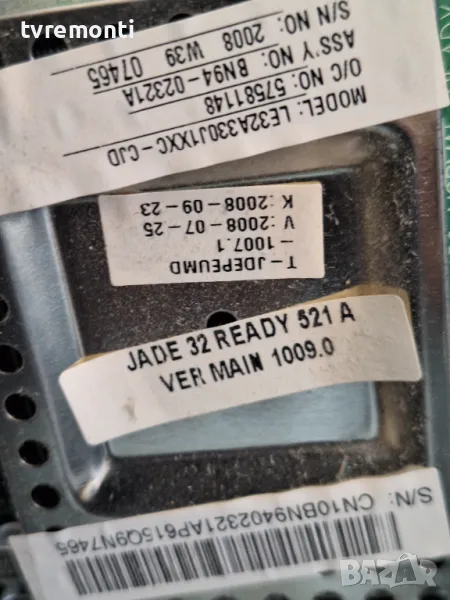 tvremonti
MODEL: LE32A330J1XXC-CJD
O/C NO: 57581148
ASS'Y NO: BN94-02321A
S/N NO: 2008 W39 07465
T-JDEPEUMD
-1007.1
V:2008-07-25
K:2008-09-23
JADE 32 READY 521 A
VER MAIN 1009.0
S/N: CN10BN9402321AP615Q9N7465
BAZAR